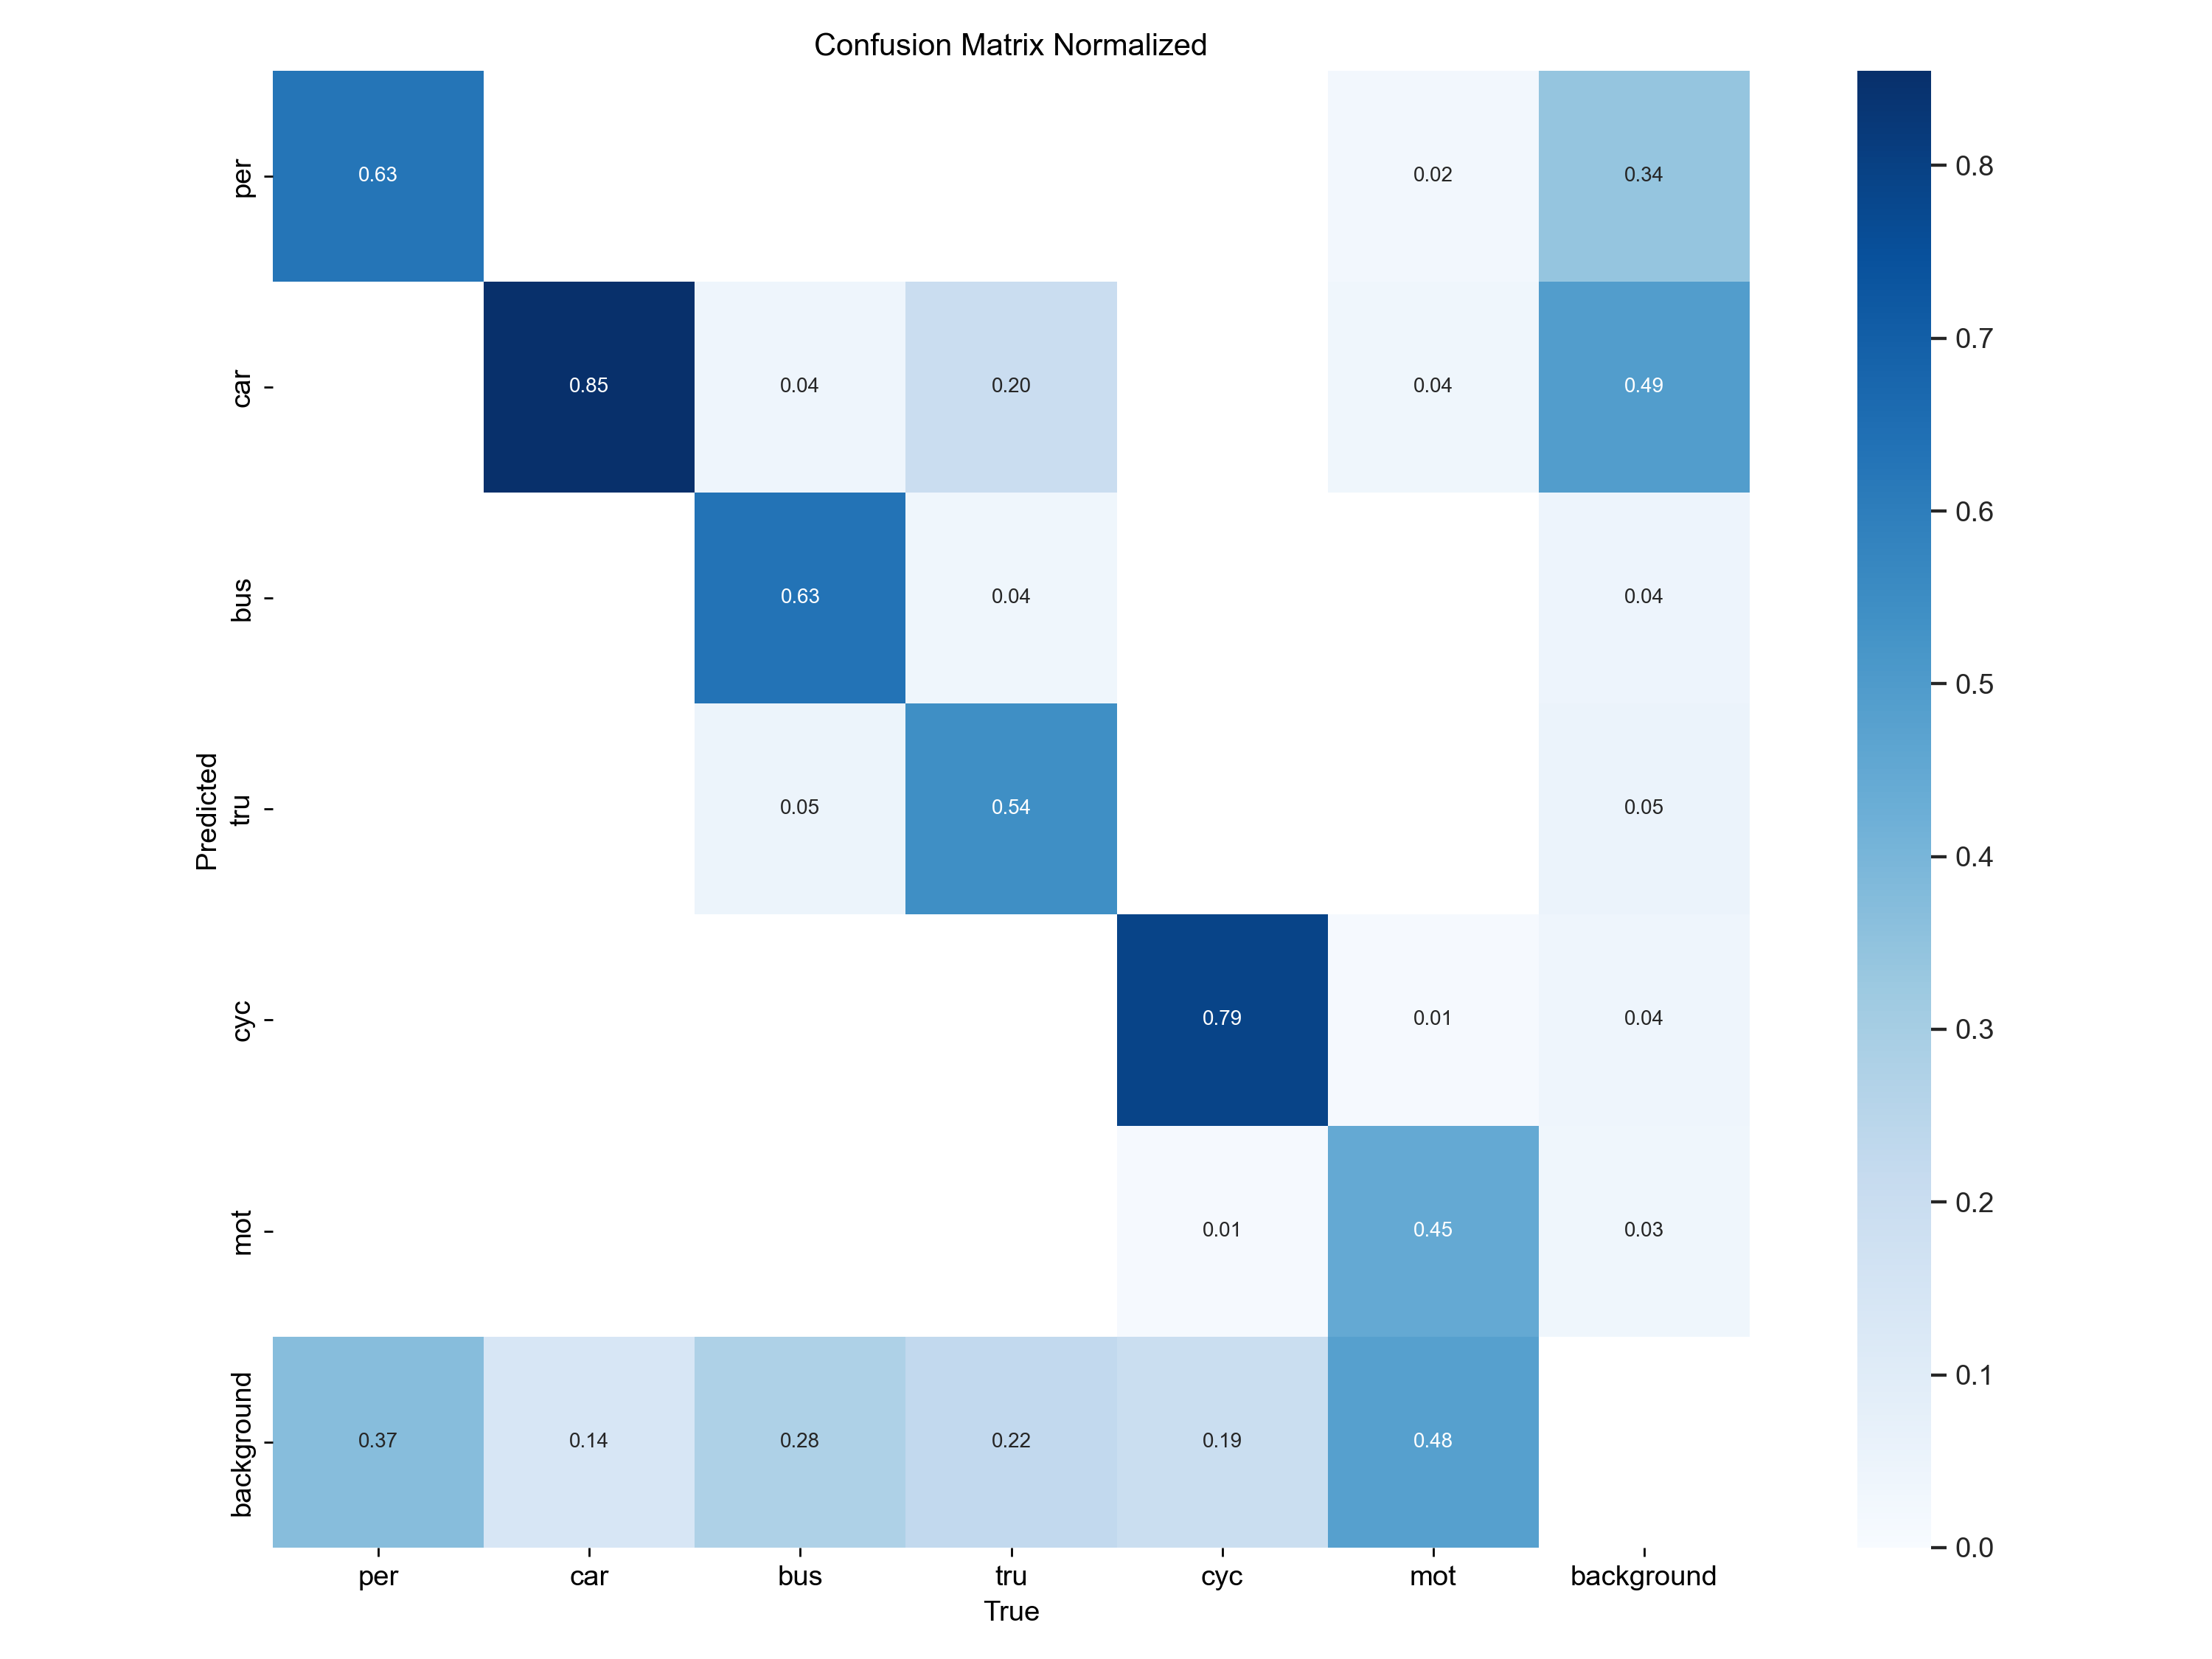 Confusion Matrix Normalized
per 0.63 0.02 0.34
car 0.85 0.04 0.20 0.04 0.49
bus 0.63 0.04 0.04
tru 0.05 0.54 0.05
cyc 0.79 0.01 0.04
mot 0.01 0.45 0.03
background 0.37 0.14 0.28 0.22 0.19 0.48
Predicted
per car bus tru cyc mot background
True
0.8
0.7
0.6
0.5
0.4
0.3
0.2
0.1
0.0